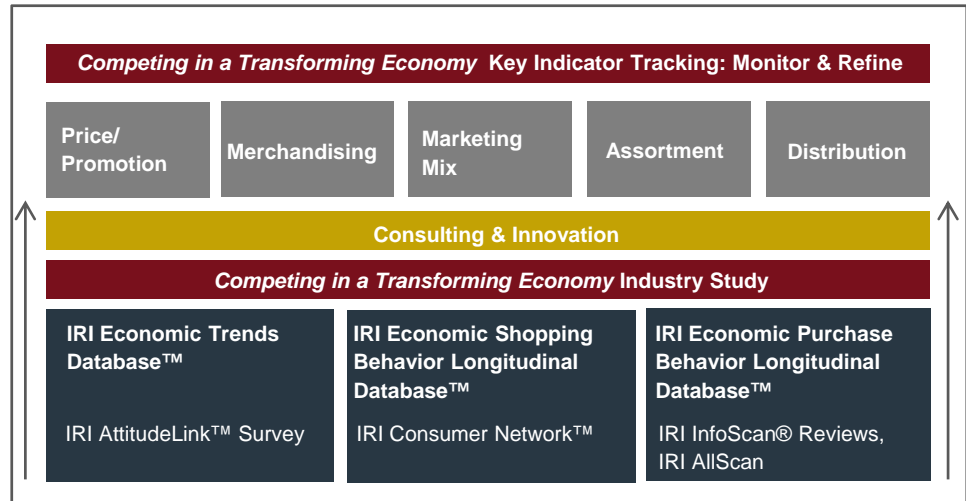 Competing in a Transforming Economy Key Indicator Tracking: Monitor & Refine
Price/
Promotion
Merchandising
Marketing
Mix
Assortment
Distribution
Consulting & Innovation
Competing in a Transforming Economy Industry Study
IRI Economic Trends
Database™
IRI AttitudeLink™ Survey
IRI Economic Shopping
Behavior Longitudinal
Database™
IRI Consumer Network™
IRI Economic Purchase
Behavior Longitudinal
Database™
IRI InfoScan® Reviews,
IRI AllScan